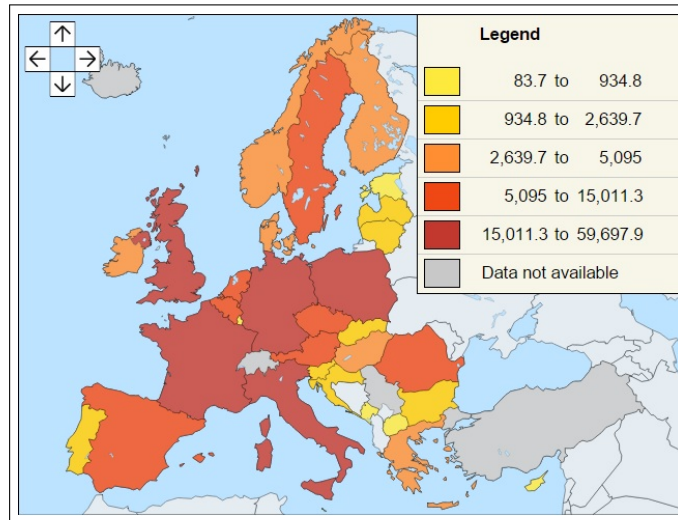 Legend
83.7 to 934.8
934.8 to 2,639.7
2,639.7 to 5,095
5,095 to 15,011.3
15,011.3 to 59,697.9
Data not available